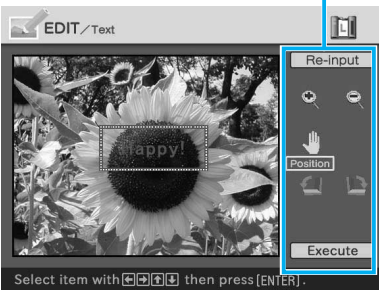 EDIT/Text
L
Re-input
Happy!
Position
Execute
Select item with ←→↑↓ then press [ENTER].